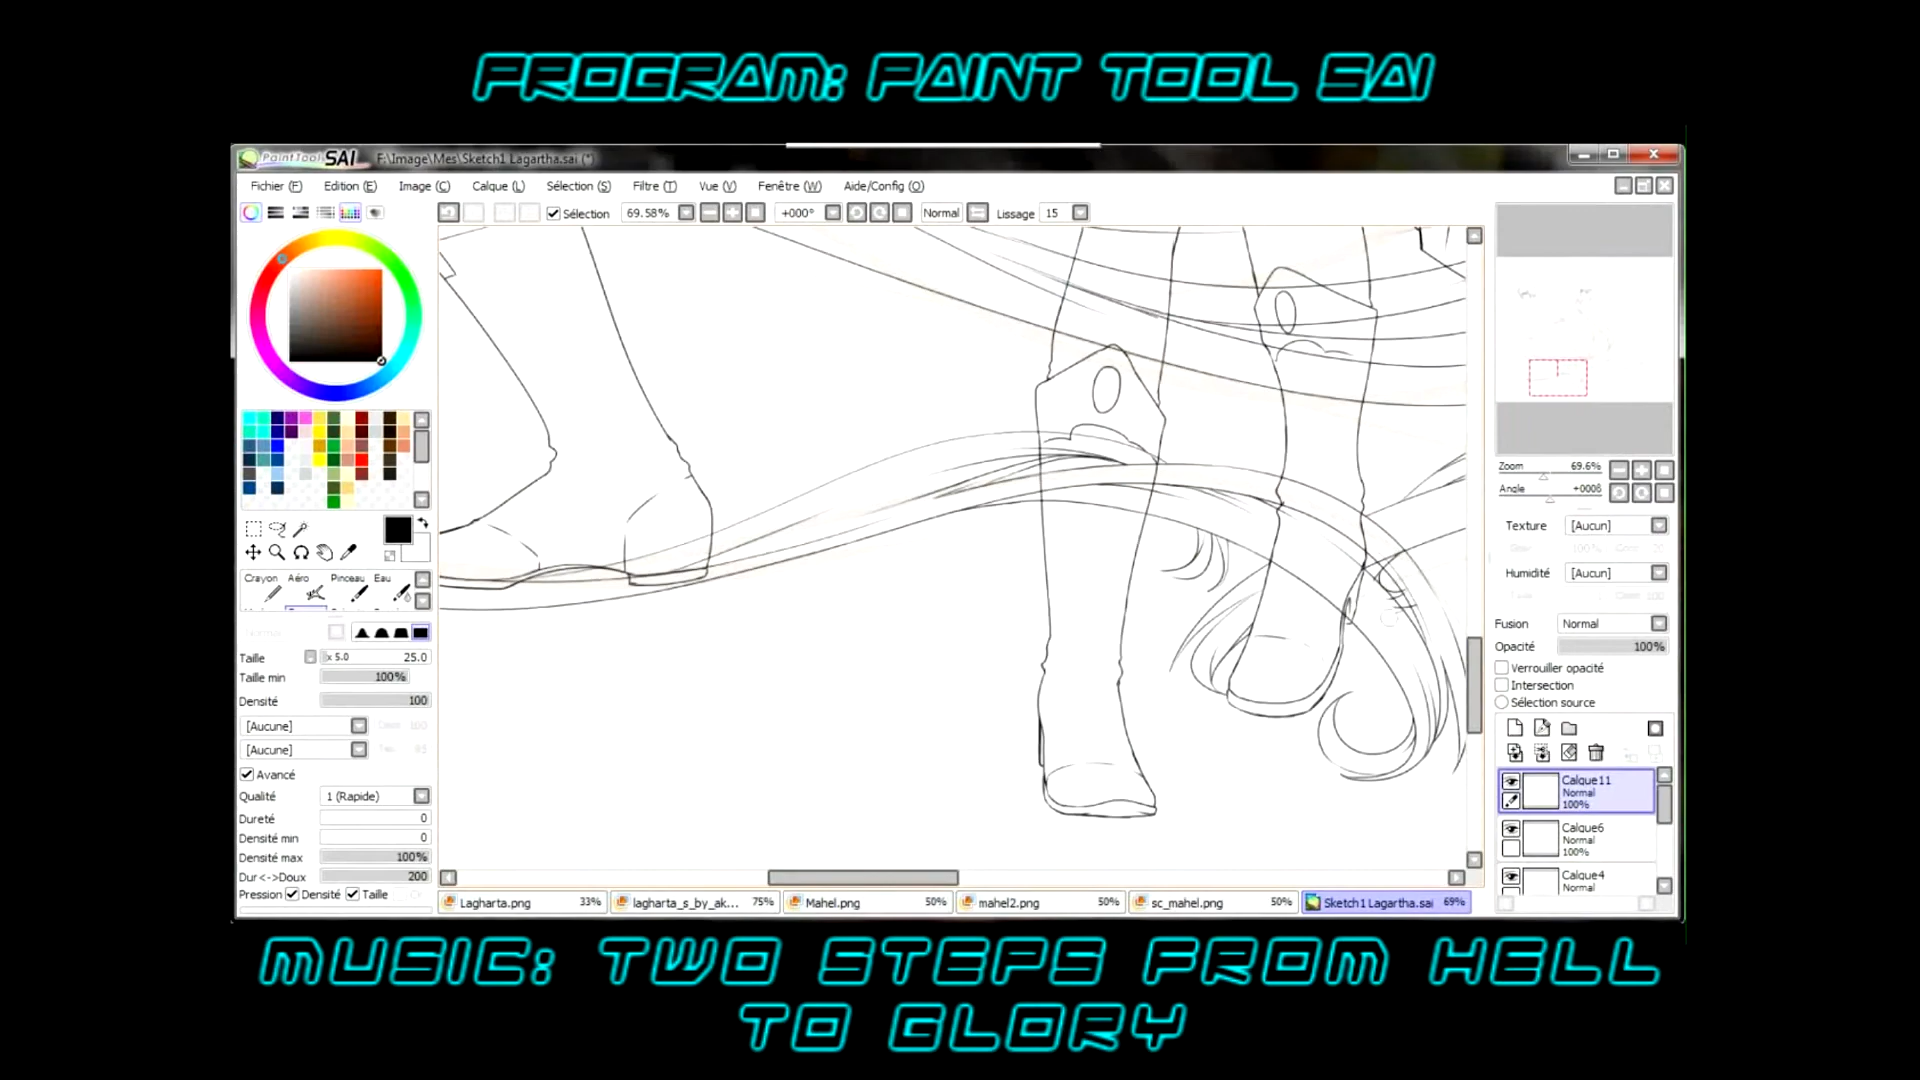 PROGRAM: PAINT TOOL SAI
PaintTool SAI F:\Image\Mes\Sketch1 Lagartha.sai (*)
Fichier (F) Edition (E) Image (C) Calque (L) Sélection (S) Filtre (T) Vue (V) Fenêtre (W) Aide/Config (O)
Sélection 69.58% +000° Normal Lissage 15
Zoom 69.6%
Angle
Texture [Aucun]
Humidité [Aucun]
Fusion Normal
Opacité 100%
Verrouiller opacité
Intersection
Sélection source
Calque11
Normal
100%
Calque6
Normal
100%
Calque4
Normal
Crayon Aéro Pinceau Eau
Taille x 5.0 25.0
Taille min 100%
Densité 100
[Aucune]
[Aucune]
Avancé
Qualité 1 (Rapide)
Dureté 0
Densité min 0
Densité max 100%
Dur<->Doux 200
Pression Densité Taille
Lagharta.png 33% lagharta_s_by_ak... 75% Mahel.png 50% mahel2.png 50% sc_mahel.png 50% Sketch1 Lagartha.sai 69%
MUSIC: TWO STEPS FROM HELL
TO GLORY